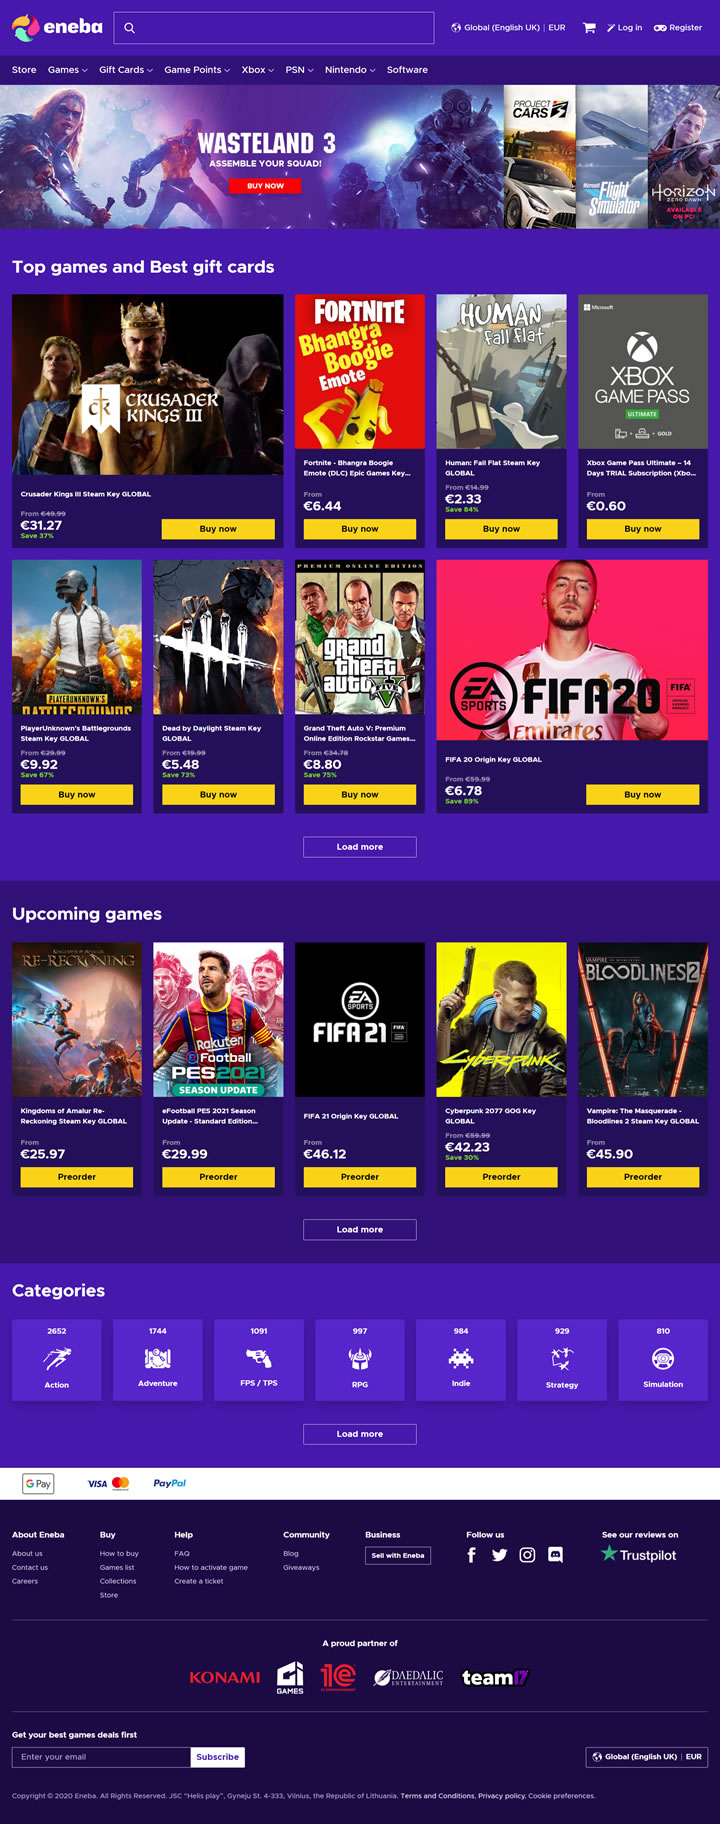 eneba
Global (English UK) | EUR
Log in
Register
Store
Games
Gift Cards
Game Points
Xbox
PSN
Nintendo
Software
WASTELAND 3
ASSEMBLE YOUR SQUAD!
BUY NOW
PROJECT
CARS 3
Microsoft
Flight
Simulator
HORIZON
ZERO DAWN
AVAILABLE
ON PC!
Top games and Best gift cards
CRUSADER
KINGS III
Crusader Kings III Steam Key GLOBAL
From €49.99
€31.27
Save 37%
Buy now
FORTNITE
Bhangra
Boogie
Emote
Fortnite - Bhangra Boogie
Emote (DLC) Epic Games Key...
From
€6.44
Buy now
HUMAN
fall flat
Human: Fall Flat Steam Key
GLOBAL
From €14.99
€2.33
Save 84%
Buy now
Microsoft
XBOX
GAME PASS
ULTIMATE
+ GOLD
Xbox Game Pass Ultimate – 14
Days TRIAL Subscription (Xbo...
From
€0.60
Buy now
PLAYERUNKNOWN'S
BATTLEGROUNDS
PlayerUnknown's Battlegrounds
Steam Key GLOBAL
From €29.99
€9.92
Save 67%
Buy now
Dead by Daylight Steam Key
GLOBAL
From €19.99
€5.48
Save 73%
Buy now
PREMIUM ONLINE EDITION
grand
theft
auto V
Grand Theft Auto V: Premium
Online Edition Rockstar Games...
From €34.78
€8.80
Save 75%
Buy now
EA
SPORTS
FIFA 20
FIFA
Emirates
FIFA 20 Origin Key GLOBAL
From €59.99
€6.78
Save 89%
Buy now
Load more
Upcoming games
KINGDOMS OF AMALUR
RE-RECKONING
Kingdoms of Amalur Re-
Reckoning Steam Key GLOBAL
From
€25.97
Preorder
Rakuten
eFootball
PES2021
SEASON UPDATE
eFootball PES 2021 Season
Update - Standard Edition...
From
€29.99
Preorder
EA
SPORTS
FIFA 21
FIFA
FIFA 21 Origin Key GLOBAL
From
€46.12
Preorder
Cyberpunk
Cyberpunk 2077 GOG Key
GLOBAL
From €59.99
€42.23
Save 30%
Preorder
VAMPIRE THE MASQUERADE
BLOODLINES 2
Vampire: The Masquerade -
Bloodlines 2 Steam Key GLOBAL
From
€45.90
Preorder
Load more
Categories
2652
Action
1744
Adventure
1091
FPS / TPS
997
RPG
984
Indie
929
Strategy
810
Simulation
Load more
G Pay
VISA
PayPal
About Eneba
About us
Contact us
Careers
Buy
How to buy
Games list
Collections
Store
Help
FAQ
How to activate game
Create a ticket
Community
Blog
Giveaways
Business
Sell with Eneba
Follow us
See our reviews on
Trustpilot
A proud partner of
KONAMI
CI
GAMES
1C
1C ENTERTAINMENT
DAEDALIC
ENTERTAINMENT
team17
Get your best games deals first
Enter your email
Subscribe
Global (English UK) | EUR
Copyright © 2020 Eneba. All Rights Reserved. JSC "Helis play", Gyneju St. 4-333, Vilnius, the Republic of Lithuania. Terms and Conditions, Privacy policy, Cookie preferences.